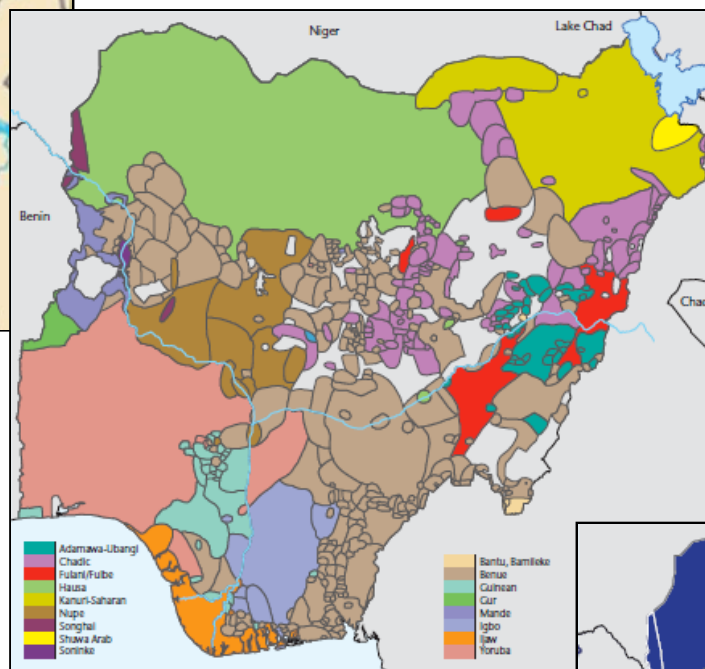 Niger
Lake Chad
Benin
Chad
Adamawa-Ubangi
Chadic
Fulani/Fulbe
Hausa
Kanuri-Saharan
Nupe
Songhai
Shuwa Arab
Soninke
Bantu, Bamileke
Benue
Guinean
Gur
Mande
Igbo
Ijaw
Yoruba